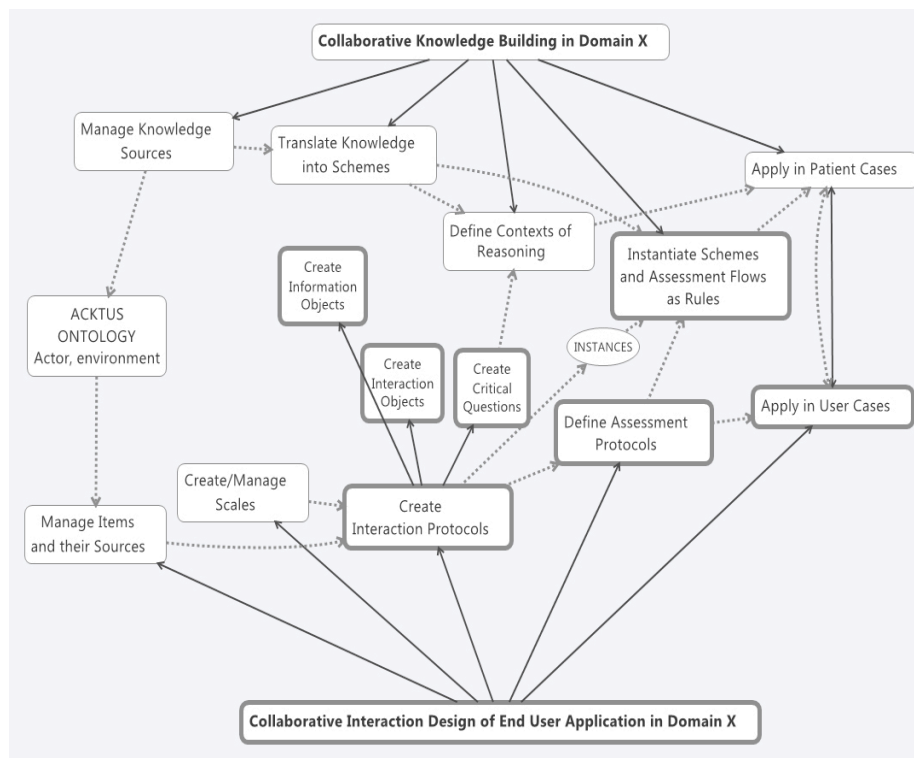 Collaborative Knowledge Building in Domain X
Manage Knowledge
Sources
Translate Knowledge
into Schemes
Apply in Patient Cases
Define Contexts of
Reasoning
Instantiate Schemes
and Assessment Flows
as Rules
Create
Information
Objects
ACKTUS
ONTOLOGY
Actor, environment
INSTANCES
Create
Interaction
Objects
Create
Critical
Questions
Apply in User Cases
Define Assessment
Protocols
Create/Manage
Scales
Create
Interaction Protocols
Manage Items
and their Sources
Collaborative Interaction Design of End User Application in Domain X